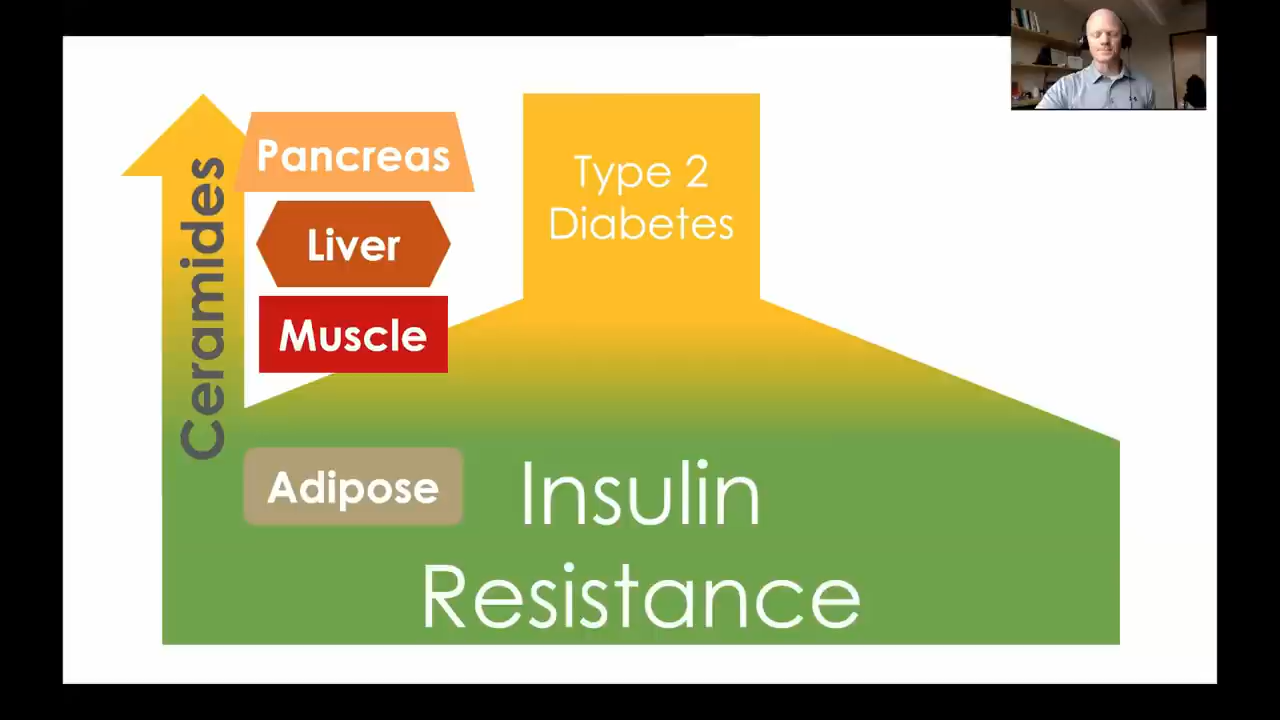 Ceramides
Pancreas
Liver
Muscle
Adipose
Type 2
Diabetes
Insulin
Resistance